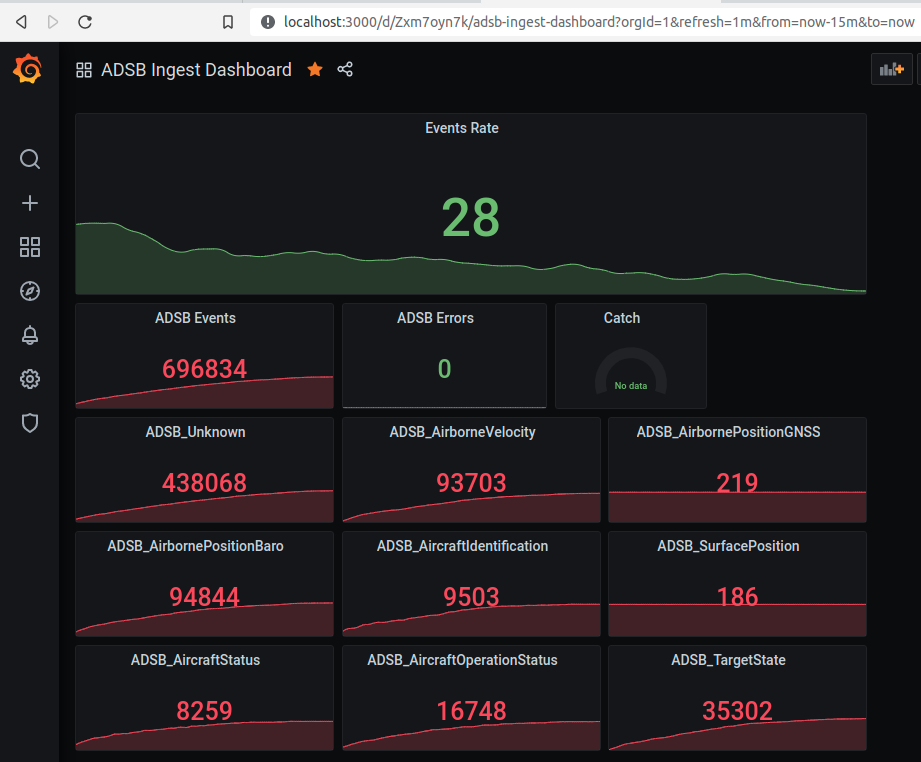 localhost:3000/d/Zxm7oyn7k/adsb-ingest-dashboard?orgId=1&refresh=1m&from=now-15m&to=now
ADSB Ingest Dashboard
Events Rate
28
ADSB Events
696834
ADSB Errors
0
Catch
No data
ADSB_Unknown
438068
ADSB_AirborneVelocity
93703
ADSB_AirbornePositionGNSS
219
ADSB_AirbornePositionBaro
94844
ADSB_AircraftIdentification
9503
ADSB_SurfacePosition
186
ADSB_AircraftStatus
8259
ADSB_AircraftOperationStatus
16748
ADSB_TargetState
35302